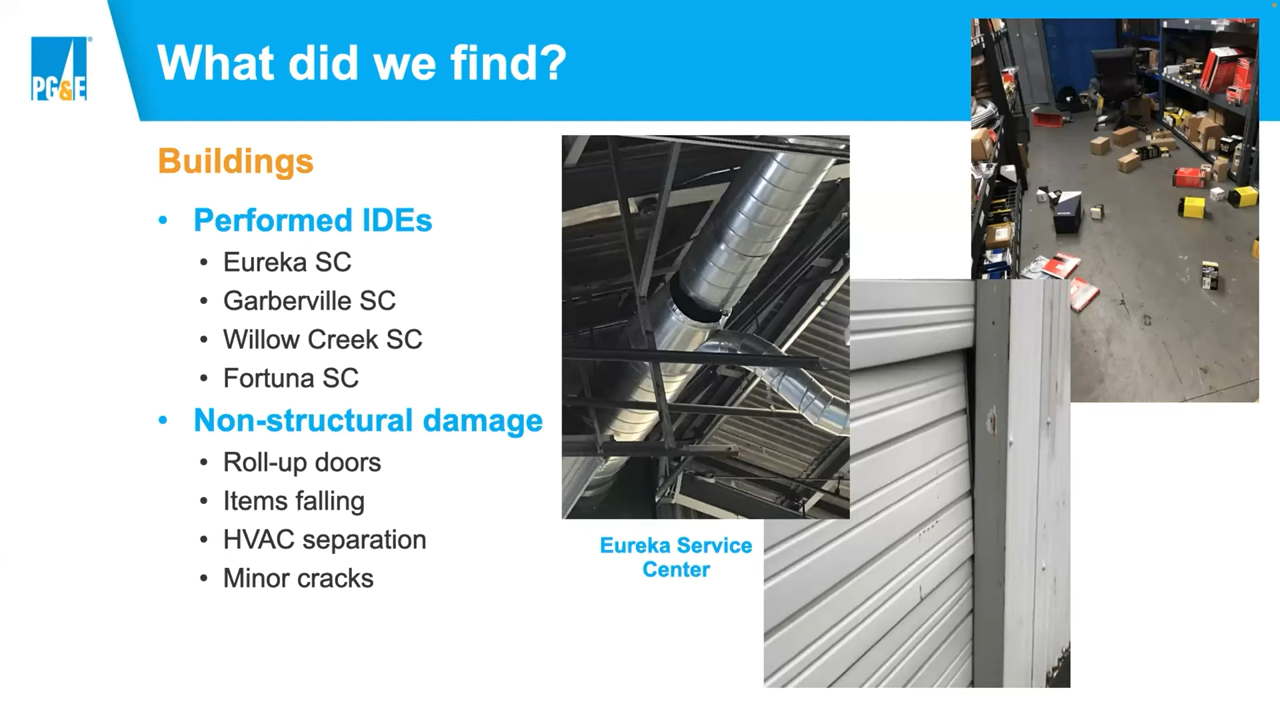 PG&E
What did we find?
Buildings
• Performed IDEs
• Eureka SC
• Garberville SC
• Willow Creek SC
• Fortuna SC
• Non-structural damage
• Roll-up doors
• Items falling
• HVAC separation
• Minor cracks
Eureka Service
Center